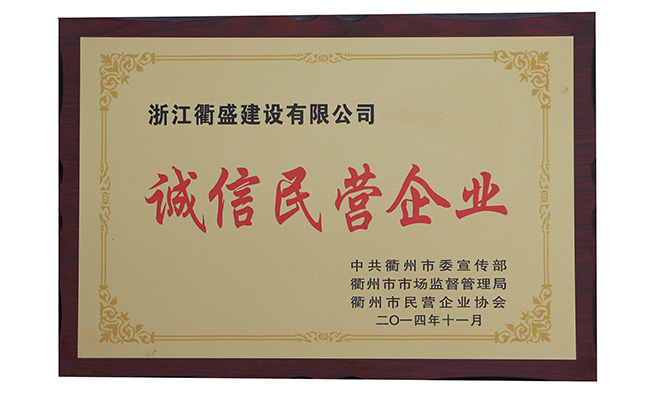 浙江衢盛建设有限公司
诚信民营企业
中共衢州市委宣传部
衢州市市场监督管理局
衢州市民营企业协会
二〇一四年十一月